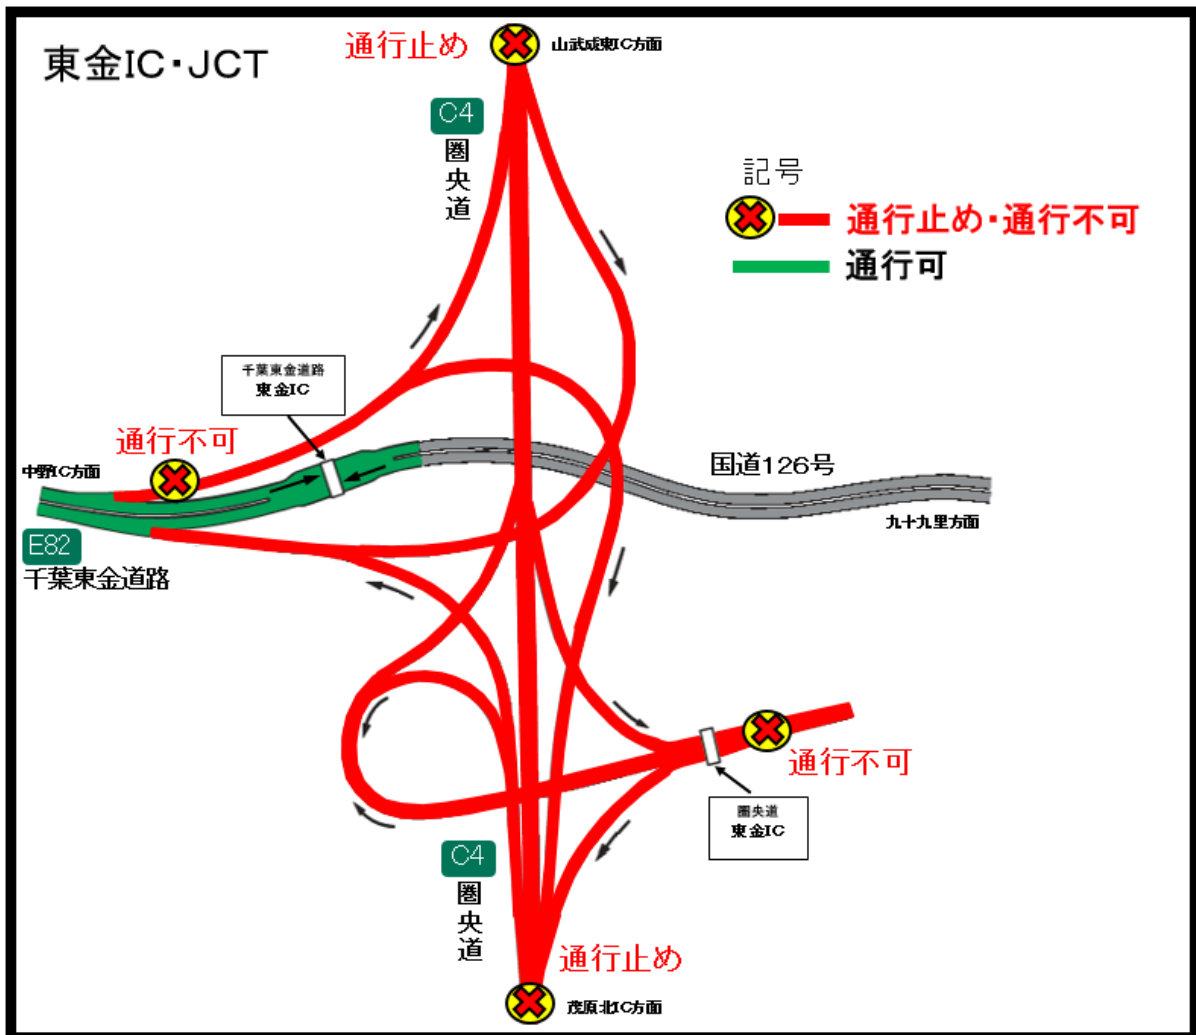 東金IC・JCT
通行止め
山武成東IC方面
C4
圏央道
記号
通行止め・通行不可
通行可
千葉東金道路
東金IC
通行不可
中野IC方面
国道126号
九十九里方面
E82
千葉東金道路
通行不可
圏央道
東金IC
C4
圏央道
通行止め
茂原北IC方面